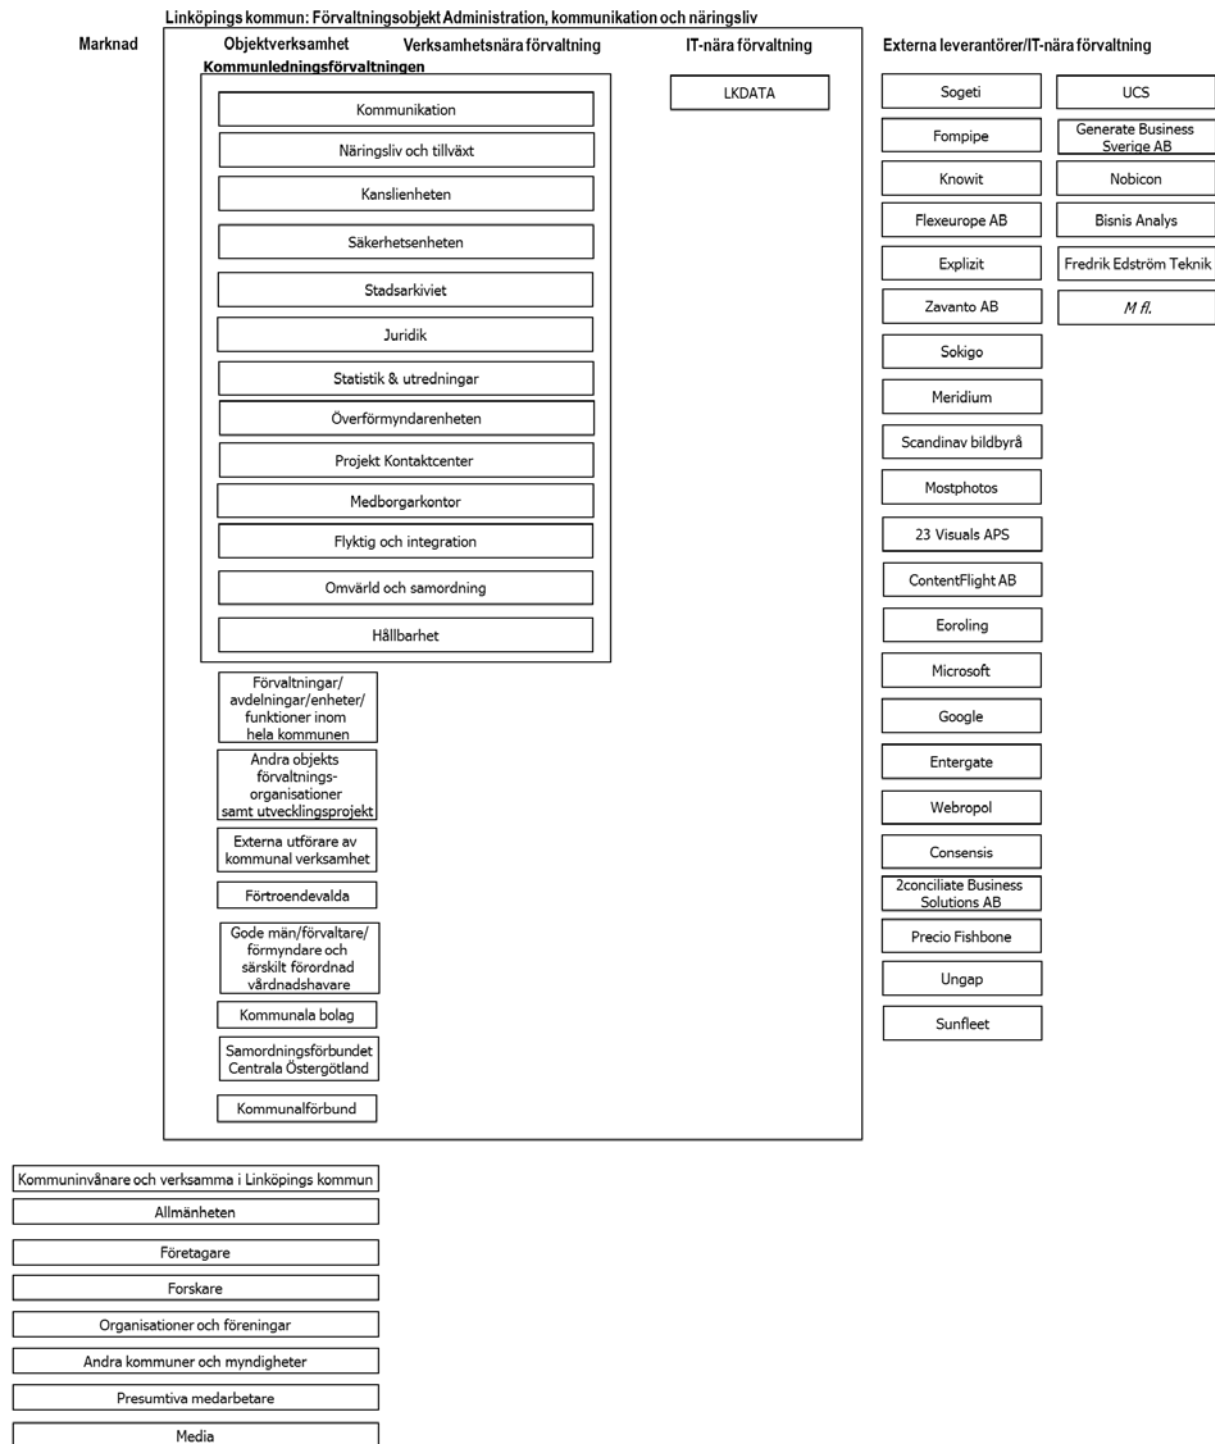 Linköpings kommun: Förvaltningsobjekt Administration, kommunikation och näringsliv
Marknad
Objektverksamhet
Verksamhetsnära förvaltning
IT-nära förvaltning
Externa leverantörer/IT-nära förvaltning
Kommunledningsförvaltningen
Kommunikation
Näringsliv och tillväxt
Kanslienheten
Säkerhetsenheten
Stadsarkiviet
Juridik
Statistik & utredningar
Överförmyndarenheten
Projekt Kontaktcenter
Medborgarkontor
Flyktig och integration
Omvärld och samordning
Hållbarhet
Förvaltningar/
avdelningar/enheter/
funktioner inom
hela kommunen
Andra objekts
förvaltnings-
organisationer
samt utvecklingsprojekt
Externa utförare av
kommunal verksamhet
Förtroendevalda
Gode män/förvaltare/
förmyndare och
särskilt förordnad
vårdnadshavare
Kommunala bolag
Samordningsförbundet
Centrala Östergötland
Kommunalförbund
LKDATA
Sogeti
Fompipe
Knowit
Flexeurope AB
Explizit
Zavanto AB
Sokigo
Meridium
Scandinav bildbyrå
Mostphotos
23 Visuals APS
ContentFlight AB
Eoroling
Microsoft
Google
Entergate
Webropol
Consensis
2conciliate Business
Solutions AB
Precio Fishbone
Ungap
Sunfleet
UCS
Generate Business
Sverige AB
Nobicon
Bisnis Analys
Fredrik Edström Teknik
M fl.
Kommuninvånare och verksamma i Linköpings kommun
Allmänheten
Företagare
Forskare
Organisationer och föreningar
Andra kommuner och myndigheter
Presumtiva medarbetare
Media